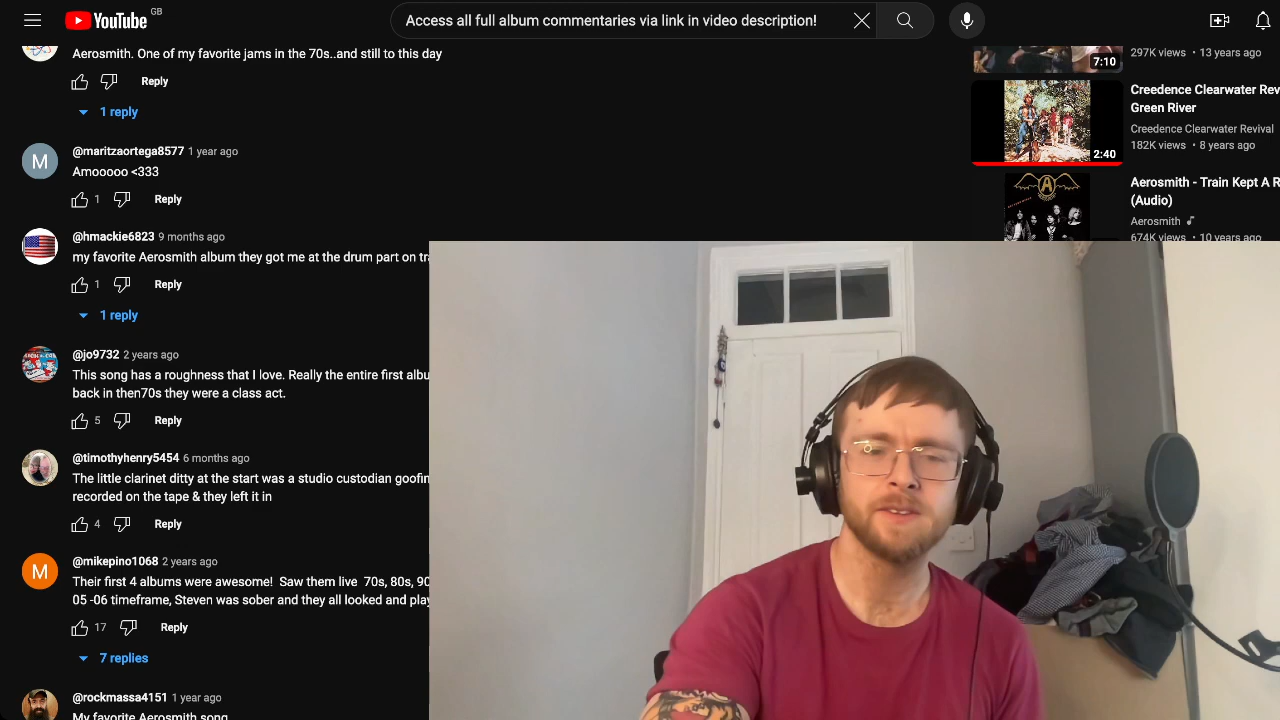 YouTube GB
Access all full album commentaries via link in video description!
Aerosmith. One of my favorite jams in the 70s..and still to this day
Reply
1 reply
M
@maritzaortega8577 1 year ago
Amooooo <333
1
Reply
@hmackie6823 9 months ago
my favorite Aerosmith album they got me at the drum part on
1
Reply
1 reply
@jo9732 2 years ago
This song has a roughness that I love. Really the entire first
back in then70s they were a class act.
5
Reply
@timothyhenry5454 6 months ago
The little clarinet ditty at the start was a studio custodian
recorded on the tape & they left it in
4
Reply
M
@mikepino1068 2 years ago
Their first 4 albums were awesome! Saw them live 70s, 80s,
05 -06 timeframe, Steven was sober and they all looked and
17
Reply
7 replies
@rockmassa4151 1 year ago
My favorite Aerosmith song
7:10
297K views • 13 years ago
2:40
Creedence Clearwater
Green River
Creedence Clearwater Revival
182K views • 8 years ago
A
Aerosmith - Train Kept A
(Audio)
Aerosmith
674K views • 10 years ago